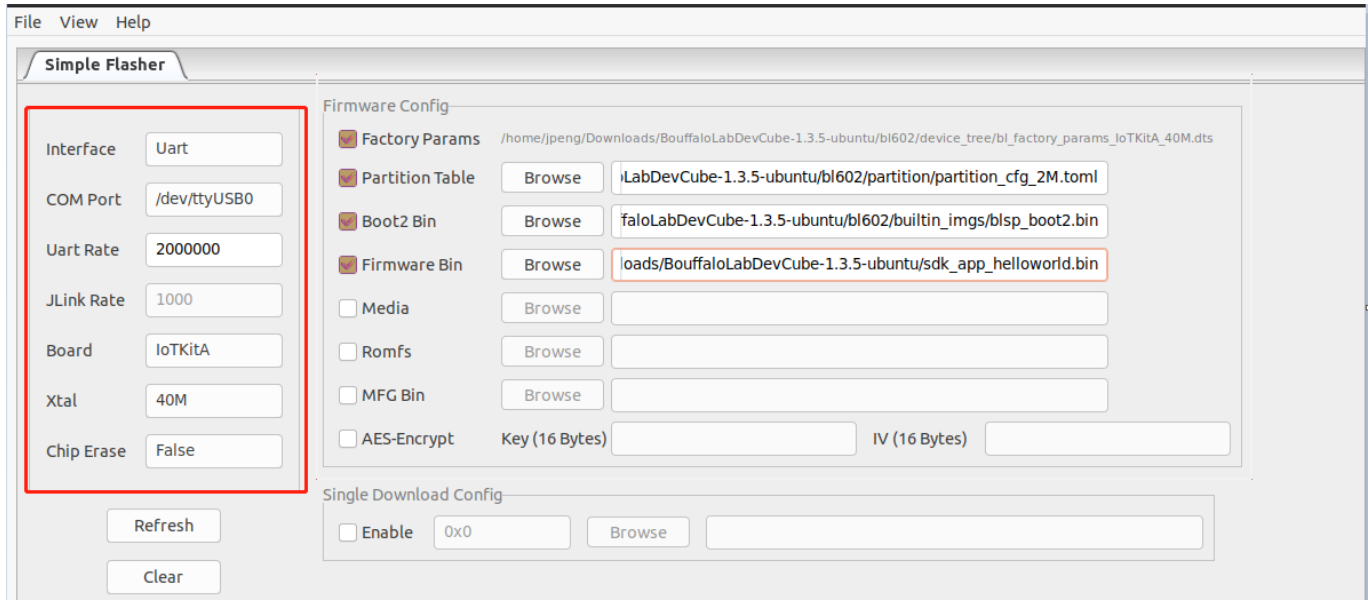 File View Help
Simple Flasher
Interface Uart
COM Port /dev/ttyUSB0
Uart Rate 2000000
JLink Rate 1000
Board IoTKitA
Xtal 40M
Chip Erase False
Refresh
Clear
Firmware Config
Factory Params /home/jpeng/Downloads/BouffaloLabDevCube-1.3.5-ubuntu/bl602/device_tree/bl_factory_params_IoTKitA_40M.dts
Partition Table Browse LabDevCube-1.3.5-ubuntu/bl602/partition/partition_cfg_2M.toml
Boot2 Bin Browse faloLabDevCube-1.3.5-ubuntu/bl602/builtin_imgs/blsp_boot2.bin
Firmware Bin Browse loads/BouffaloLabDevCube-1.3.5-ubuntu/sdk_app_helloworld.bin
Media Browse
Romfs Browse
MFG Bin Browse
AES-Encrypt Key (16 Bytes) IV (16 Bytes)
Single Download Config
Enable 0x0 Browse